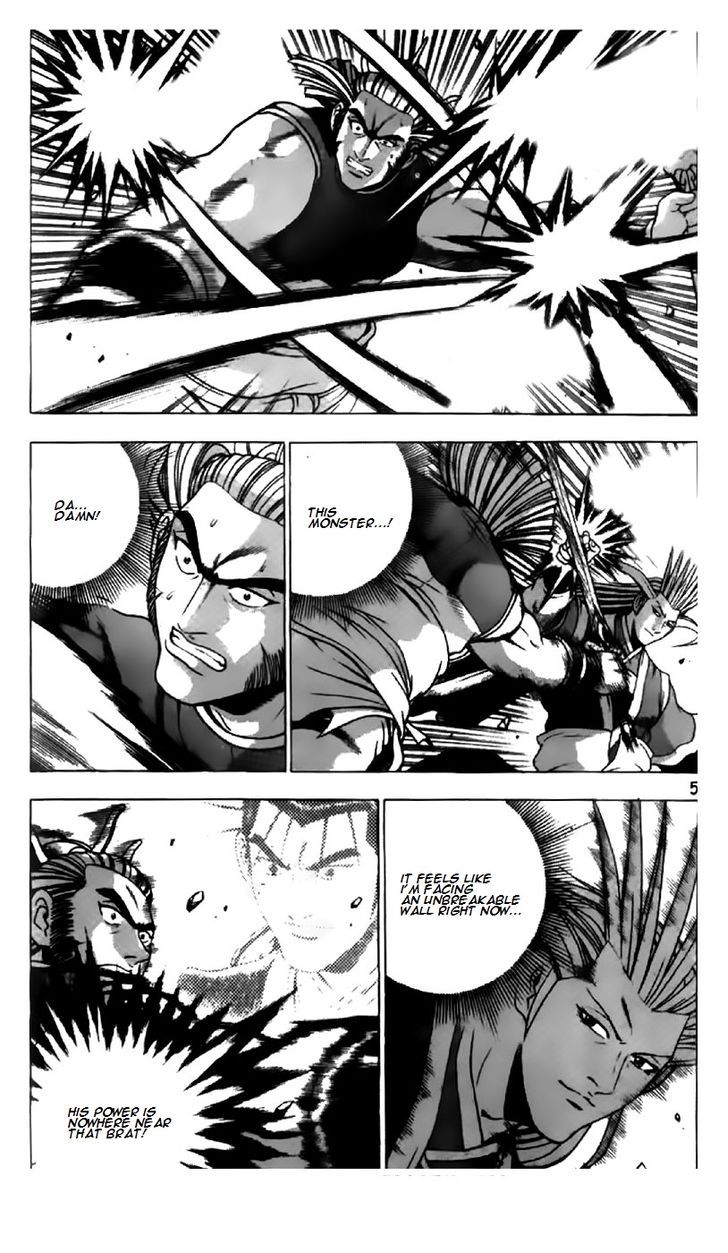 DA...
DAMN!
THIS
MONSTER...!
5
IT FEELS LIKE
I'M FACING
AN UNBREAKABLE
WALL RIGHT NOW...
HIS POWER IS
NOWHERE NEAR
THAT BRAT!